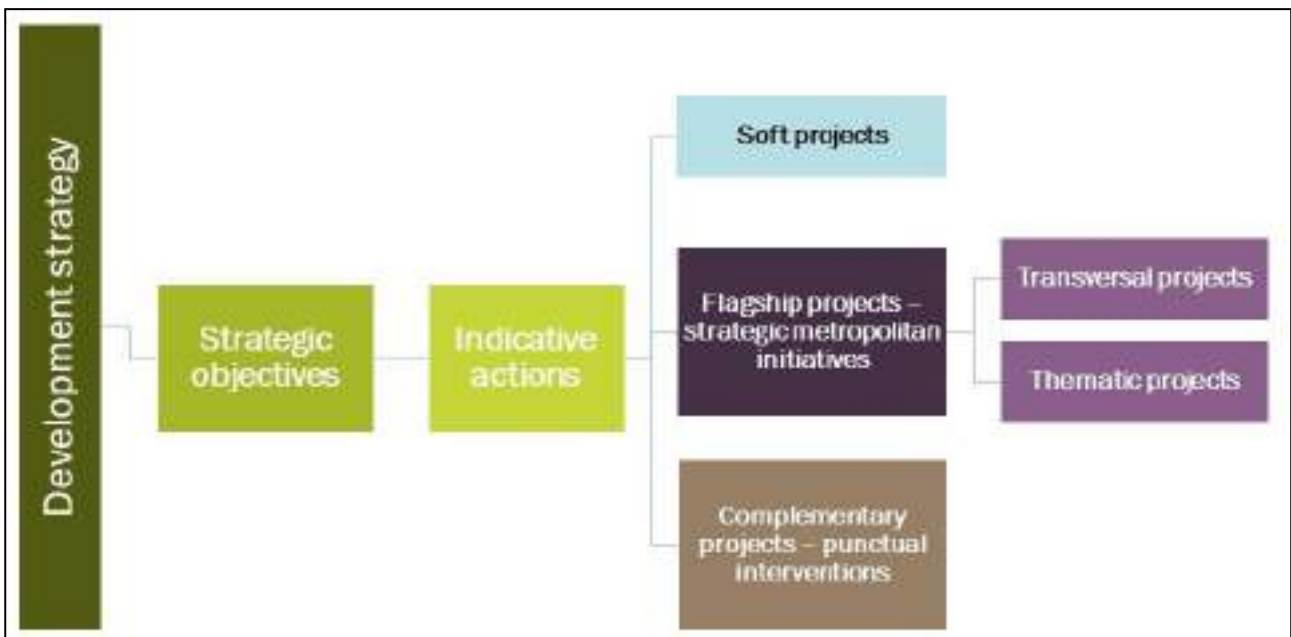 Development strategy
Strategic
objectives
Indicative
actions
Soft projects
Flagship projects –
strategic metropolitan
initiatives
Transversal projects
Thematic projects
Complementary
projects – punctual
interventions